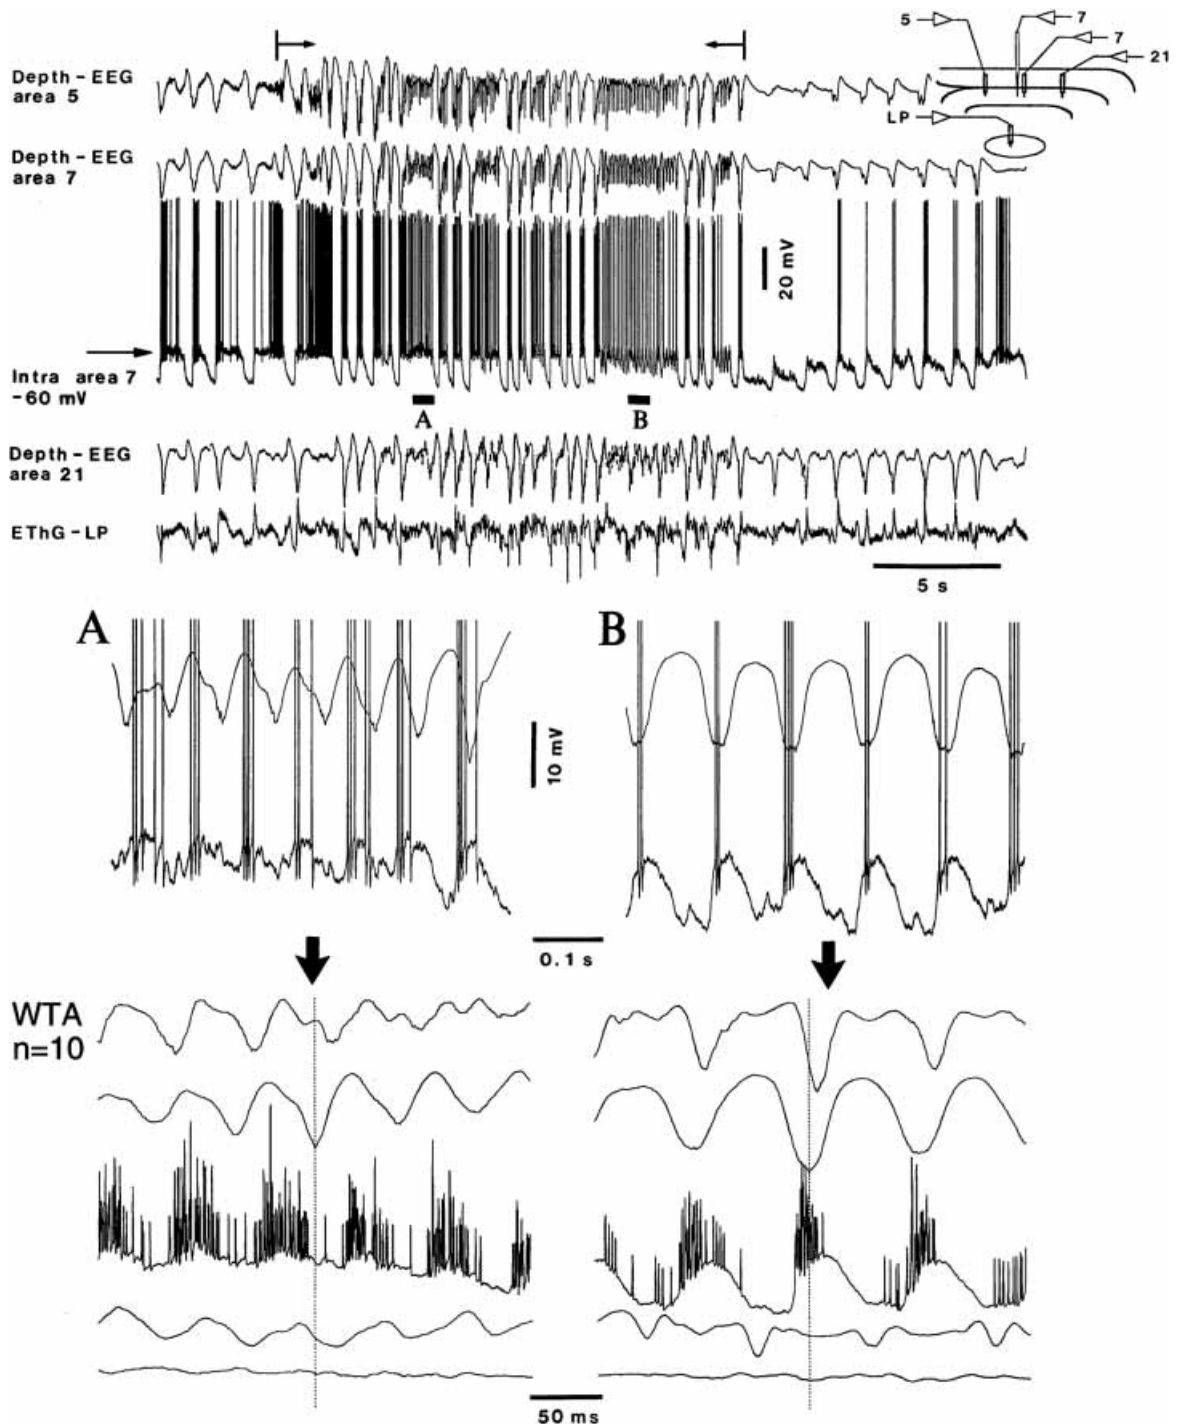 5
7
7
21
LP
Depth-EEG
area 5
Depth-EEG
area 7
20 mV
Intra area 7
-60 mV
A
B
Depth-EEG
area 21
EThG-LP
5 s
A
B
10 mV
0.1 s
WTA
n=10
50 ms